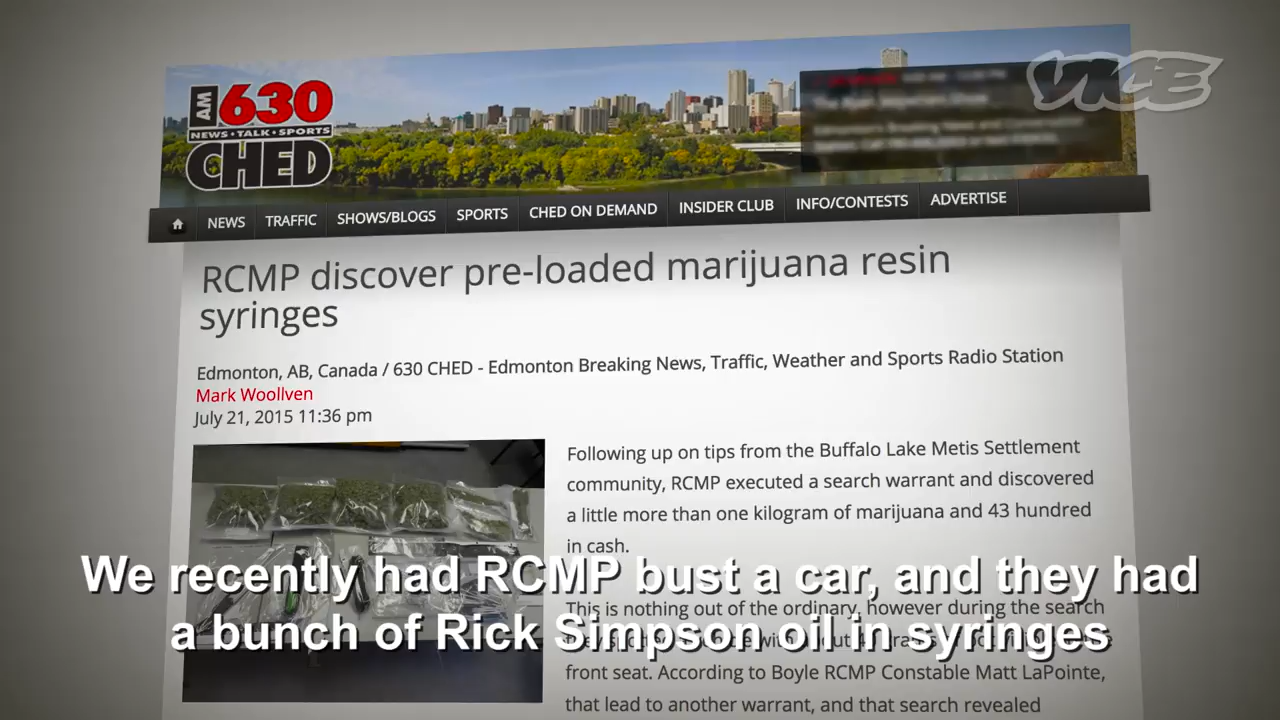 VICE
AM 630
NEWS • TALK • SPORTS
CHED
NEWS TRAFFIC SHOWS/BLOGS SPORTS CHED ON DEMAND INSIDER CLUB INFO/CONTESTS ADVERTISE
RCMP discover pre-loaded marijuana resin
syringes
Edmonton, AB, Canada / 630 CHED - Edmonton Breaking News, Traffic, Weather and Sports Radio Station
Mark Woollven
July 21, 2015 11:36 pm
Following up on tips from the Buffalo Lake Metis Settlement
community, RCMP executed a search warrant and discovered
a little more than one kilogram of marijuana and 43 hundred
in cash.
This is nothing out of the ordinary, however during the search
front seat. According to Boyle RCMP Constable Matt LaPointe,
that lead to another warrant, and that search revealed
We recently had RCMP bust a car, and they had
a bunch of Rick Simpson oil in syringes